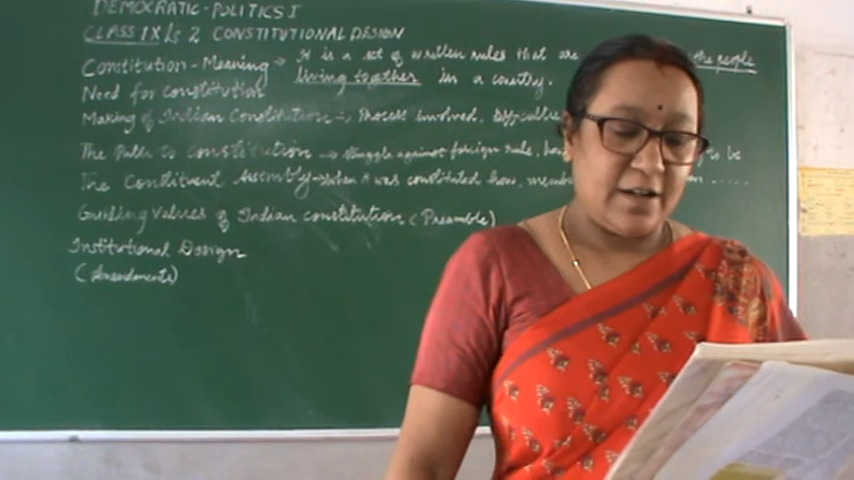 DEMOCRATIC-POLITICS I
CLASS IX Ls 2 CONSTITUTIONAL DESIGN
Constitution - Meaning → It is a set of written rules that are the people
living together in a country.
Need for constitution
Making of Indian Constitution → Process involved,
The Path to constitution → struggle against foreign rule, to be
The Constituent Assembly → when it was constituted how,
Guiding values of Indian constitution (Preamble)
Institutional Design
(Amendments)